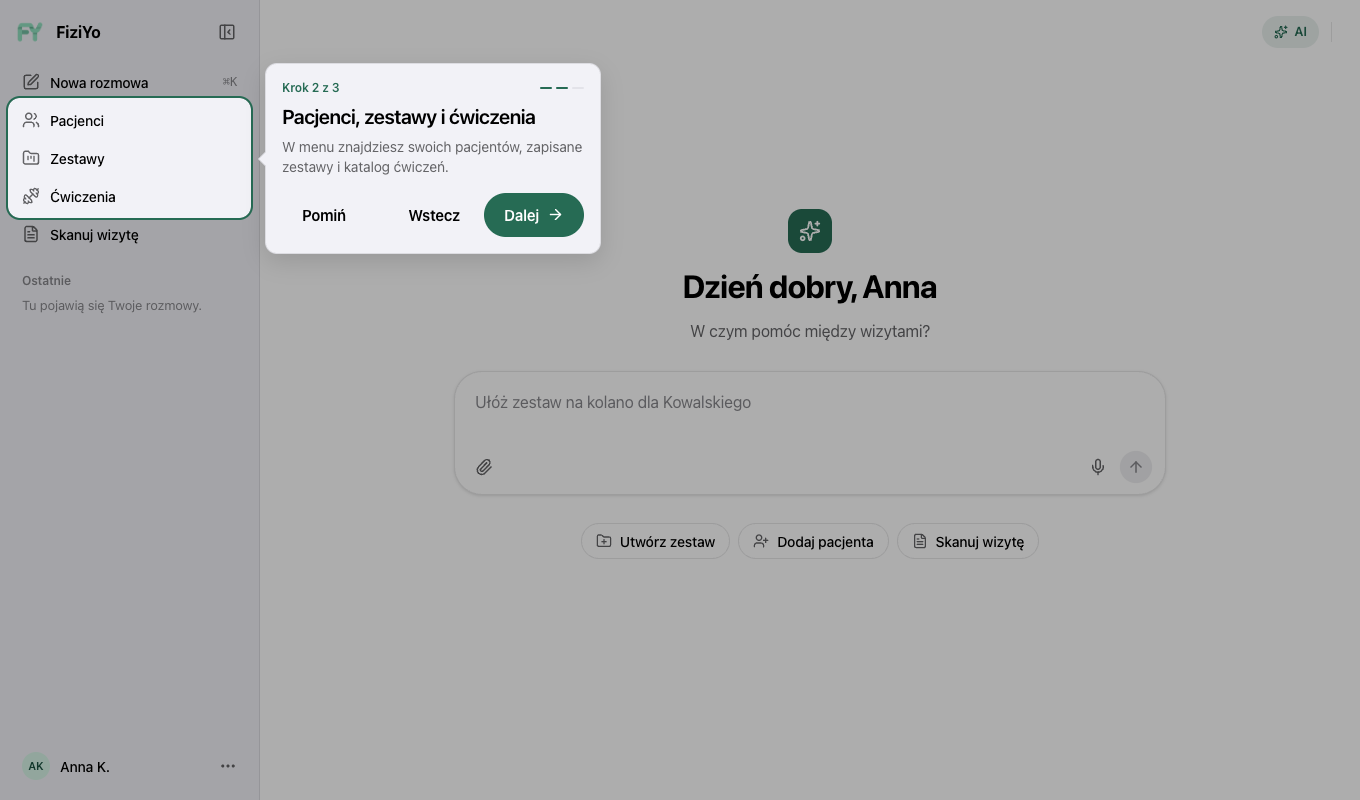 FY FiziYo
Nowa rozmowa ⌘K
Pacjenci
Zestawy
Ćwiczenia
Skanuj wizytę
Ostatnie
Tu pojawią się Twoje rozmowy.
AK Anna K.
Krok 2 z 3
Pacjenci, zestawy i ćwiczenia
W menu znajdziesz swoich pacjentów, zapisane
zestawy i katalog ćwiczeń.
Pomiń Wstecz Dalej →
AI
Dzień dobry, Anna
W czym pomóc między wizytami?
Ułóż zestaw na kolano dla Kowalskiego
Utwórz zestaw Dodaj pacjenta Skanuj wizytę